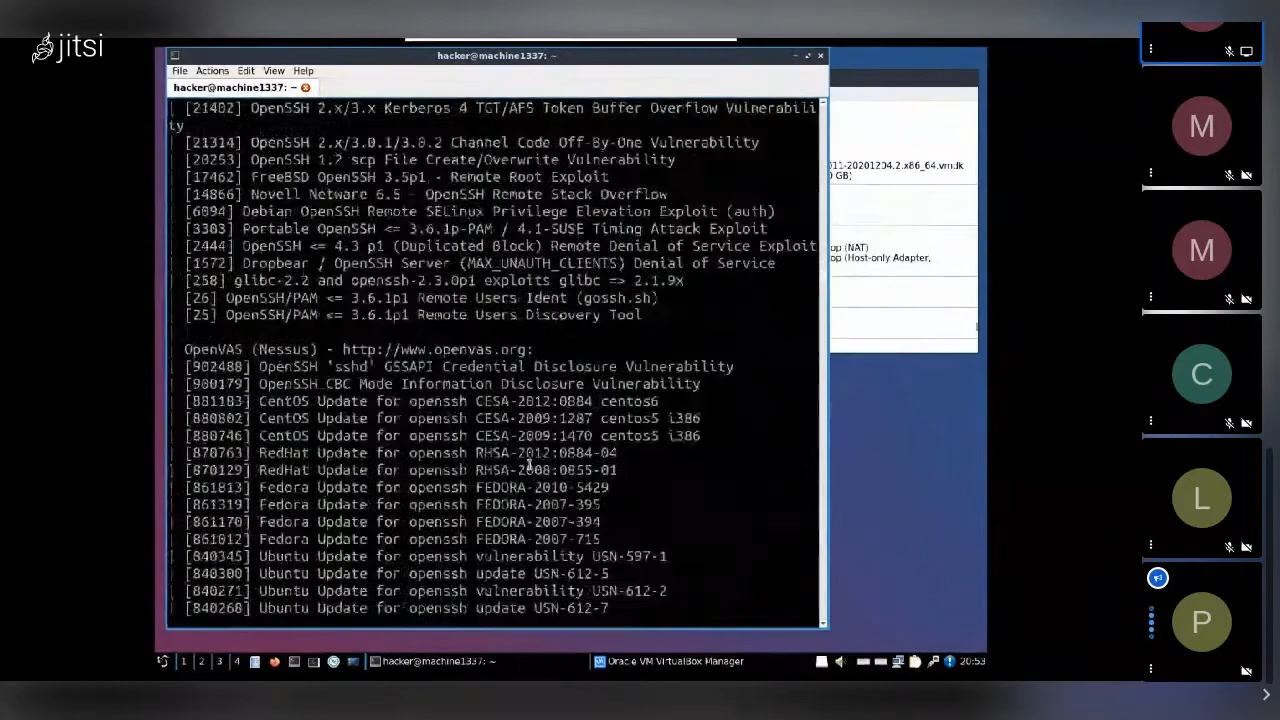 jitsi
hacker@machine1337: ~
File Actions Edit View Help
hacker@machine1337: ~
[21402] OpenSSH 2.x/3.x Kerberos 4 TGT/AFS Token Buffer Overflow Vulnerabili
ty
[21314] OpenSSH 2.x/3.0.1/3.0.2 Channel Code Off-By-One Vulnerability
[20253] OpenSSH 1.2 scp File Create/Overwrite Vulnerability
[17462] FreeBSD OpenSSH 3.5p1 - Remote Root Exploit
[14866] Novell Netware 6.5 - OpenSSH Remote Stack Overflow
[6094] Debian OpenSSH Remote SELinux Privilege Elevation Exploit (auth)
[3303] Portable OpenSSH <= 3.6.1p-PAM / 4.1-SUSE Timing Attack Exploit
[2444] OpenSSH <= 4.3 p1 (Duplicated Block) Remote Denial of Service Exploit
[1572] Dropbear / OpenSSH Server (MAX_UNAUTH_CLIENTS) Denial of Service
[258] glibc-2.2 and openssh-2.3.0p1 exploits glibc => 2.1.9x
[26] OpenSSH/PAM <= 3.6.1p1 Remote Users Ident (gossh.sh)
[25] OpenSSH/PAM <= 3.6.1p1 Remote Users Discovery Tool
OpenVAS (Nessus) - http://www.openvas.org:
[902488] OpenSSH 'sshd' GSSAPI Credential Disclosure Vulnerability
[900179] OpenSSH CBC Mode Information Disclosure Vulnerability
[881183] CentOS Update for openssh CESA-2012:0884 centos6
[880802] CentOS Update for openssh CESA-2009:1287 centos5 i386
[880746] CentOS Update for openssh CESA-2009:1470 centos5 i386
[870763] RedHat Update for openssh RHSA-2012:0884-04
[870129] RedHat Update for openssh RHSA-2008:0855-01
[861813] Fedora Update for openssh FEDORA-2010-5429
[861319] Fedora Update for openssh FEDORA-2007-395
[861170] Fedora Update for openssh FEDORA-2007-394
[861012] Fedora Update for openssh FEDORA-2007-715
[840345] Ubuntu Update for openssh vulnerability USN-597-1
[840300] Ubuntu Update for openssh update USN-612-5
[840271] Ubuntu Update for openssh vulnerability USN-612-2
[840268] Ubuntu Update for openssh update USN-612-7
011-20201204.2.x86_64.vmdk
0 GB)
op (NAT)
op (Host-only Adapter,
1 2 3 4 hacker@machine1337: ~ Oracle VM VirtualBox Manager 20:53
M
M
C
L
P